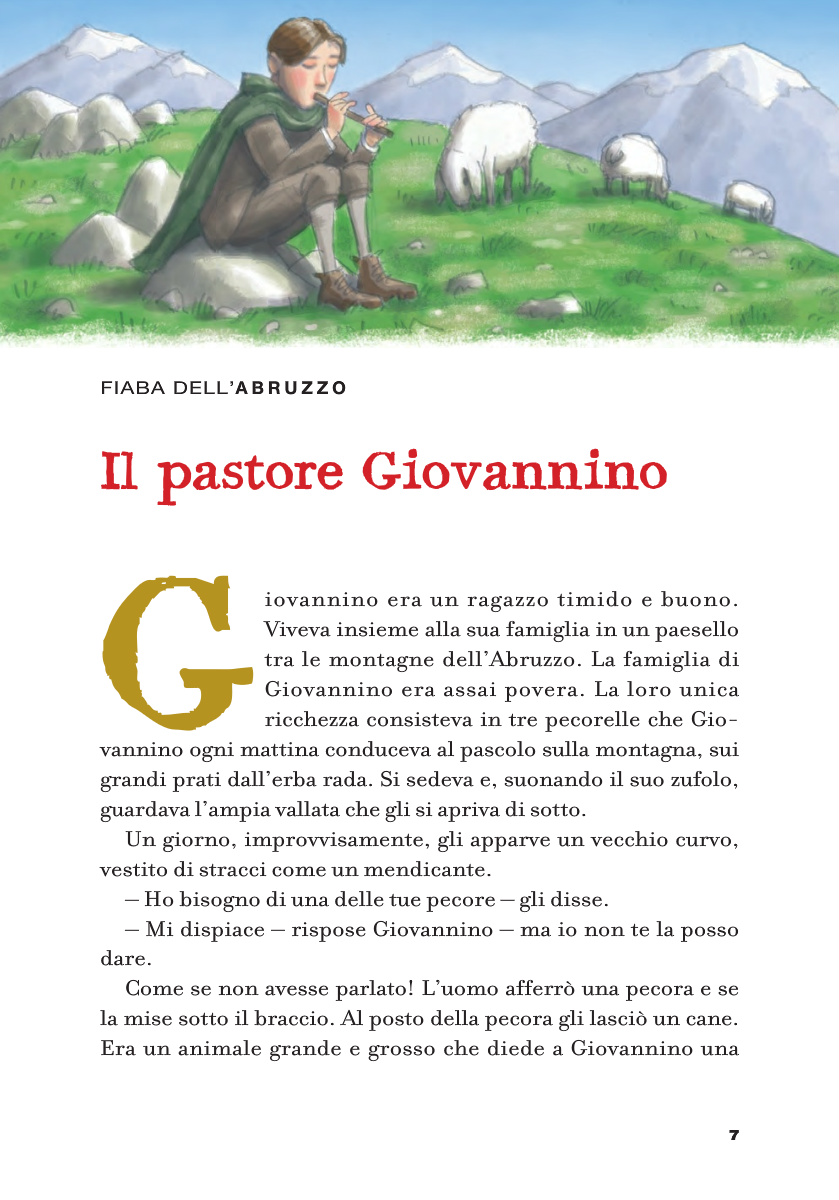 FIABA DELL'ABRUZZO
Il pastore Giovannino
Giovannino era un ragazzo timido e buono.
Viveva insieme alla sua famiglia in un paesello
tra le montagne dell'Abruzzo. La famiglia di
Giovannino era assai povera. La loro unica
ricchezza consisteva in tre pecorelle che Gio-
vannino ogni mattina conduceva al pascolo sulla montagna, sui
grandi prati dall'erba rada. Si sedeva e, suonando il suo zufolo,
guardava l'ampia vallata che gli si apriva di sotto.
Un giorno, improvvisamente, gli apparve un vecchio curvo,
vestito di stracci come un mendicante.
– Ho bisogno di una delle tue pecore – gli disse.
– Mi dispiace – rispose Giovannino – ma io non te la posso
dare.
Come se non avesse parlato! L'uomo afferrò una pecora e se
la mise sotto il braccio. Al posto della pecora gli lasciò un cane.
Era un animale grande e grosso che diede a Giovannino una
7